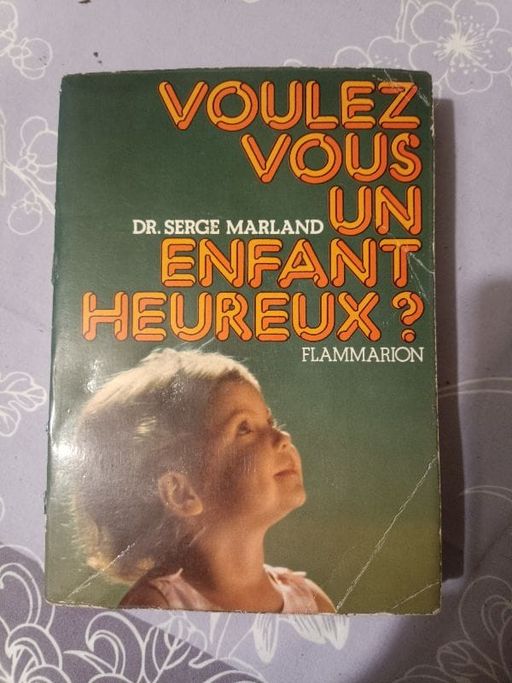 VOULEZ
VOUS
UN
DR. SERGE MARLAND
ENFANT
HEUREUX ?
FLAMMARION